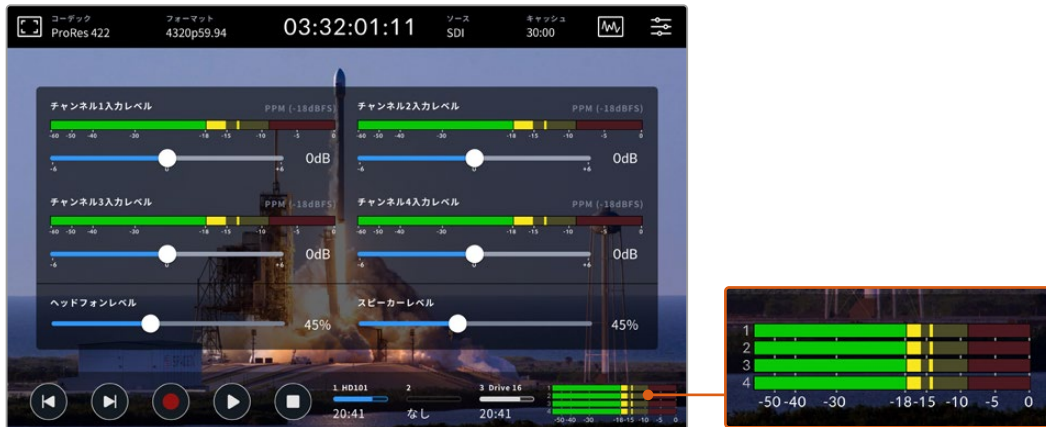 コーデック フォーマット ソース キャッシュ
ProRes 422 4320p59.94 03:32:01:11 SDI 30:00
チャンネル1入力レベル PPM (-18dBFS) チャンネル2入力レベル PPM (-18dBFS)
-60 -50 -40 -30 -18 -15 -10 -5 0 -60 -50 -40 -30 -18 -15 -10 -5 0
0dB 0dB
-6 0 +6 -6 0 +6
チャンネル3入力レベル PPM (-18dBFS) チャンネル4入力レベル PPM (-18dBFS)
-60 -50 -40 -30 -18 -15 -10 -5 0 -60 -50 -40 -30 -18 -15 -10 -5 0
0dB 0dB
-6 0 +6 -6 0 +6
ヘッドフォンレベル スピーカーレベル
45% 45%
1. HD101 2 3 Drive 16
20:41 なし 20:41
1
2
3
4
-50 -40 -30 -18 -15 -10 -5 0
1
2
3
4
-50 -40 -30 -18 -15 -10 -5 0